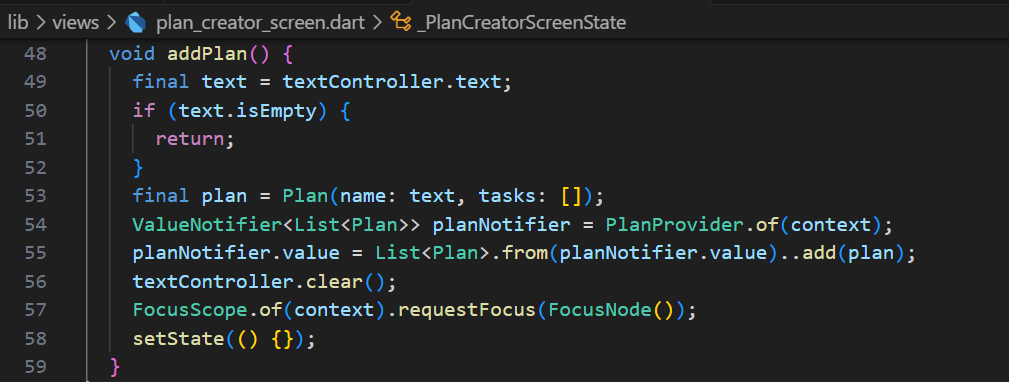 lib > views > plan_creator_screen.dart > _PlanCreatorScreenState
48 void addPlan() {
49 final text = textController.text;
50 if (text.isEmpty) {
51 return;
52 }
53 final plan = Plan(name: text, tasks: []);
54 ValueNotifier<List<Plan>> planNotifier = PlanProvider.of(context);
55 planNotifier.value = List<Plan>.from(planNotifier.value)..add(plan);
56 textController.clear();
57 FocusScope.of(context).requestFocus(FocusNode());
58 setState(() {});
59 }